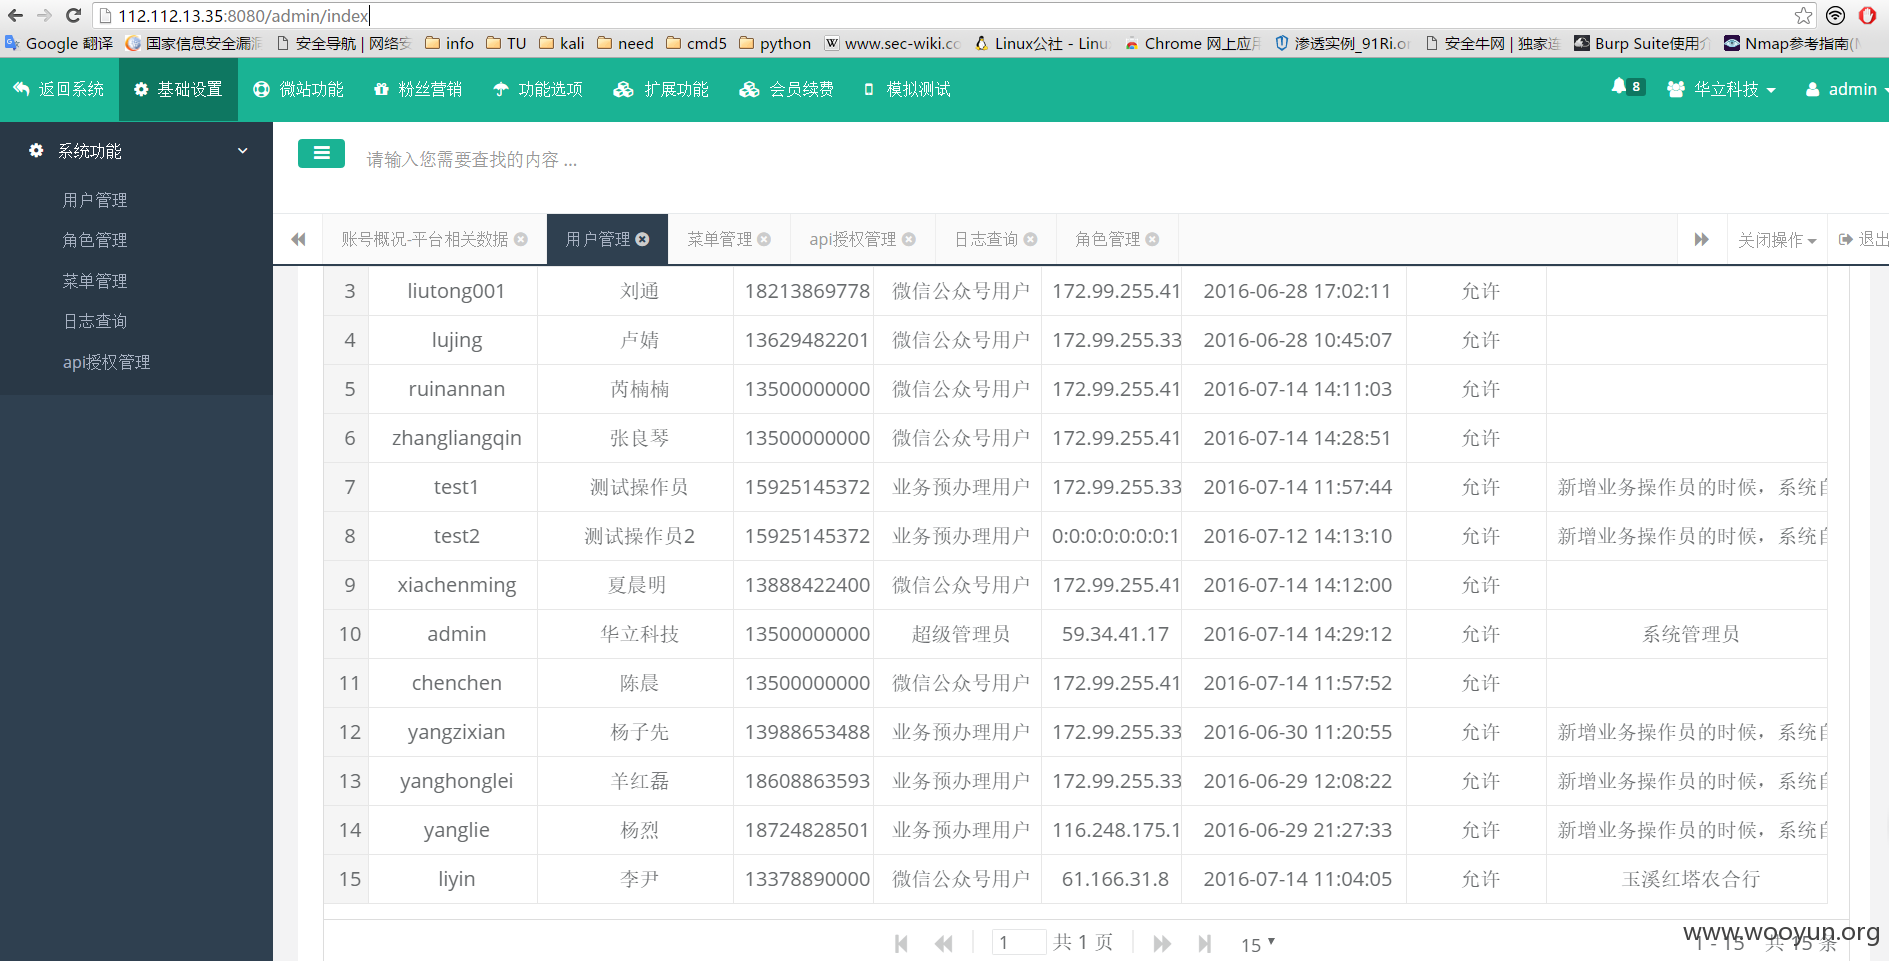 112.112.13.35:8080/admin/index
Google 翻译 国家信息安全漏洞 安全导航 | 网络安 info TU kali need cmd5 python www.sec-wiki.co Linux公社 - Linu Chrome 网上应用 渗透实例_91Ri.or 安全牛网 | 独家连 Burp Suite使用介 Nmap参考指南(
返回系统 基础设置 微站功能 粉丝营销 功能选项 扩展功能 会员续费 模拟测试 8 华立科技 admin
系统功能
用户管理
角色管理
菜单管理
日志查询
api授权管理
请输入您需要查找的内容 ...
账号概况-平台相关数据 用户管理 菜单管理 api授权管理 日志查询 角色管理 关闭操作 退出
3 liutong001 刘通 18213869778 微信公众号用户 172.99.255.41 2016-06-28 17:02:11 允许
4 lujing 卢婧 13629482201 微信公众号用户 172.99.255.33 2016-06-28 10:45:07 允许
5 ruinannan 芮楠楠 13500000000 微信公众号用户 172.99.255.41 2016-07-14 14:11:03 允许
6 zhangliangqin 张良琴 13500000000 微信公众号用户 172.99.255.41 2016-07-14 14:28:51 允许
7 test1 测试操作员 15925145372 业务预办理用户 172.99.255.33 2016-07-14 11:57:44 允许 新增业务操作员的时候，系统自
8 test2 测试操作员2 15925145372 业务预办理用户 0:0:0:0:0:0:0:1 2016-07-12 14:13:10 允许 新增业务操作员的时候，系统自
9 xiachenming 夏晨明 13888422400 微信公众号用户 172.99.255.41 2016-07-14 14:12:00 允许
10 admin 华立科技 13500000000 超级管理员 59.34.41.17 2016-07-14 14:29:12 允许 系统管理员
11 chenchen 陈晨 13500000000 微信公众号用户 172.99.255.41 2016-07-14 11:57:52 允许
12 yangzixian 杨子先 13988653488 业务预办理用户 172.99.255.33 2016-06-30 11:20:55 允许 新增业务操作员的时候，系统自
13 yanghonglei 羊红磊 18608863593 业务预办理用户 172.99.255.33 2016-06-29 12:08:22 允许 新增业务操作员的时候，系统自
14 yanglie 杨烈 18724828501 业务预办理用户 116.248.175.1 2016-06-29 21:27:33 允许 新增业务操作员的时候，系统自
15 liyin 李尹 13378890000 微信公众号用户 61.166.31.8 2016-07-14 11:04:05 允许 玉溪红塔农合行
1 共 1 页 15 1 - 15 共 15 条
www.wooyun.org